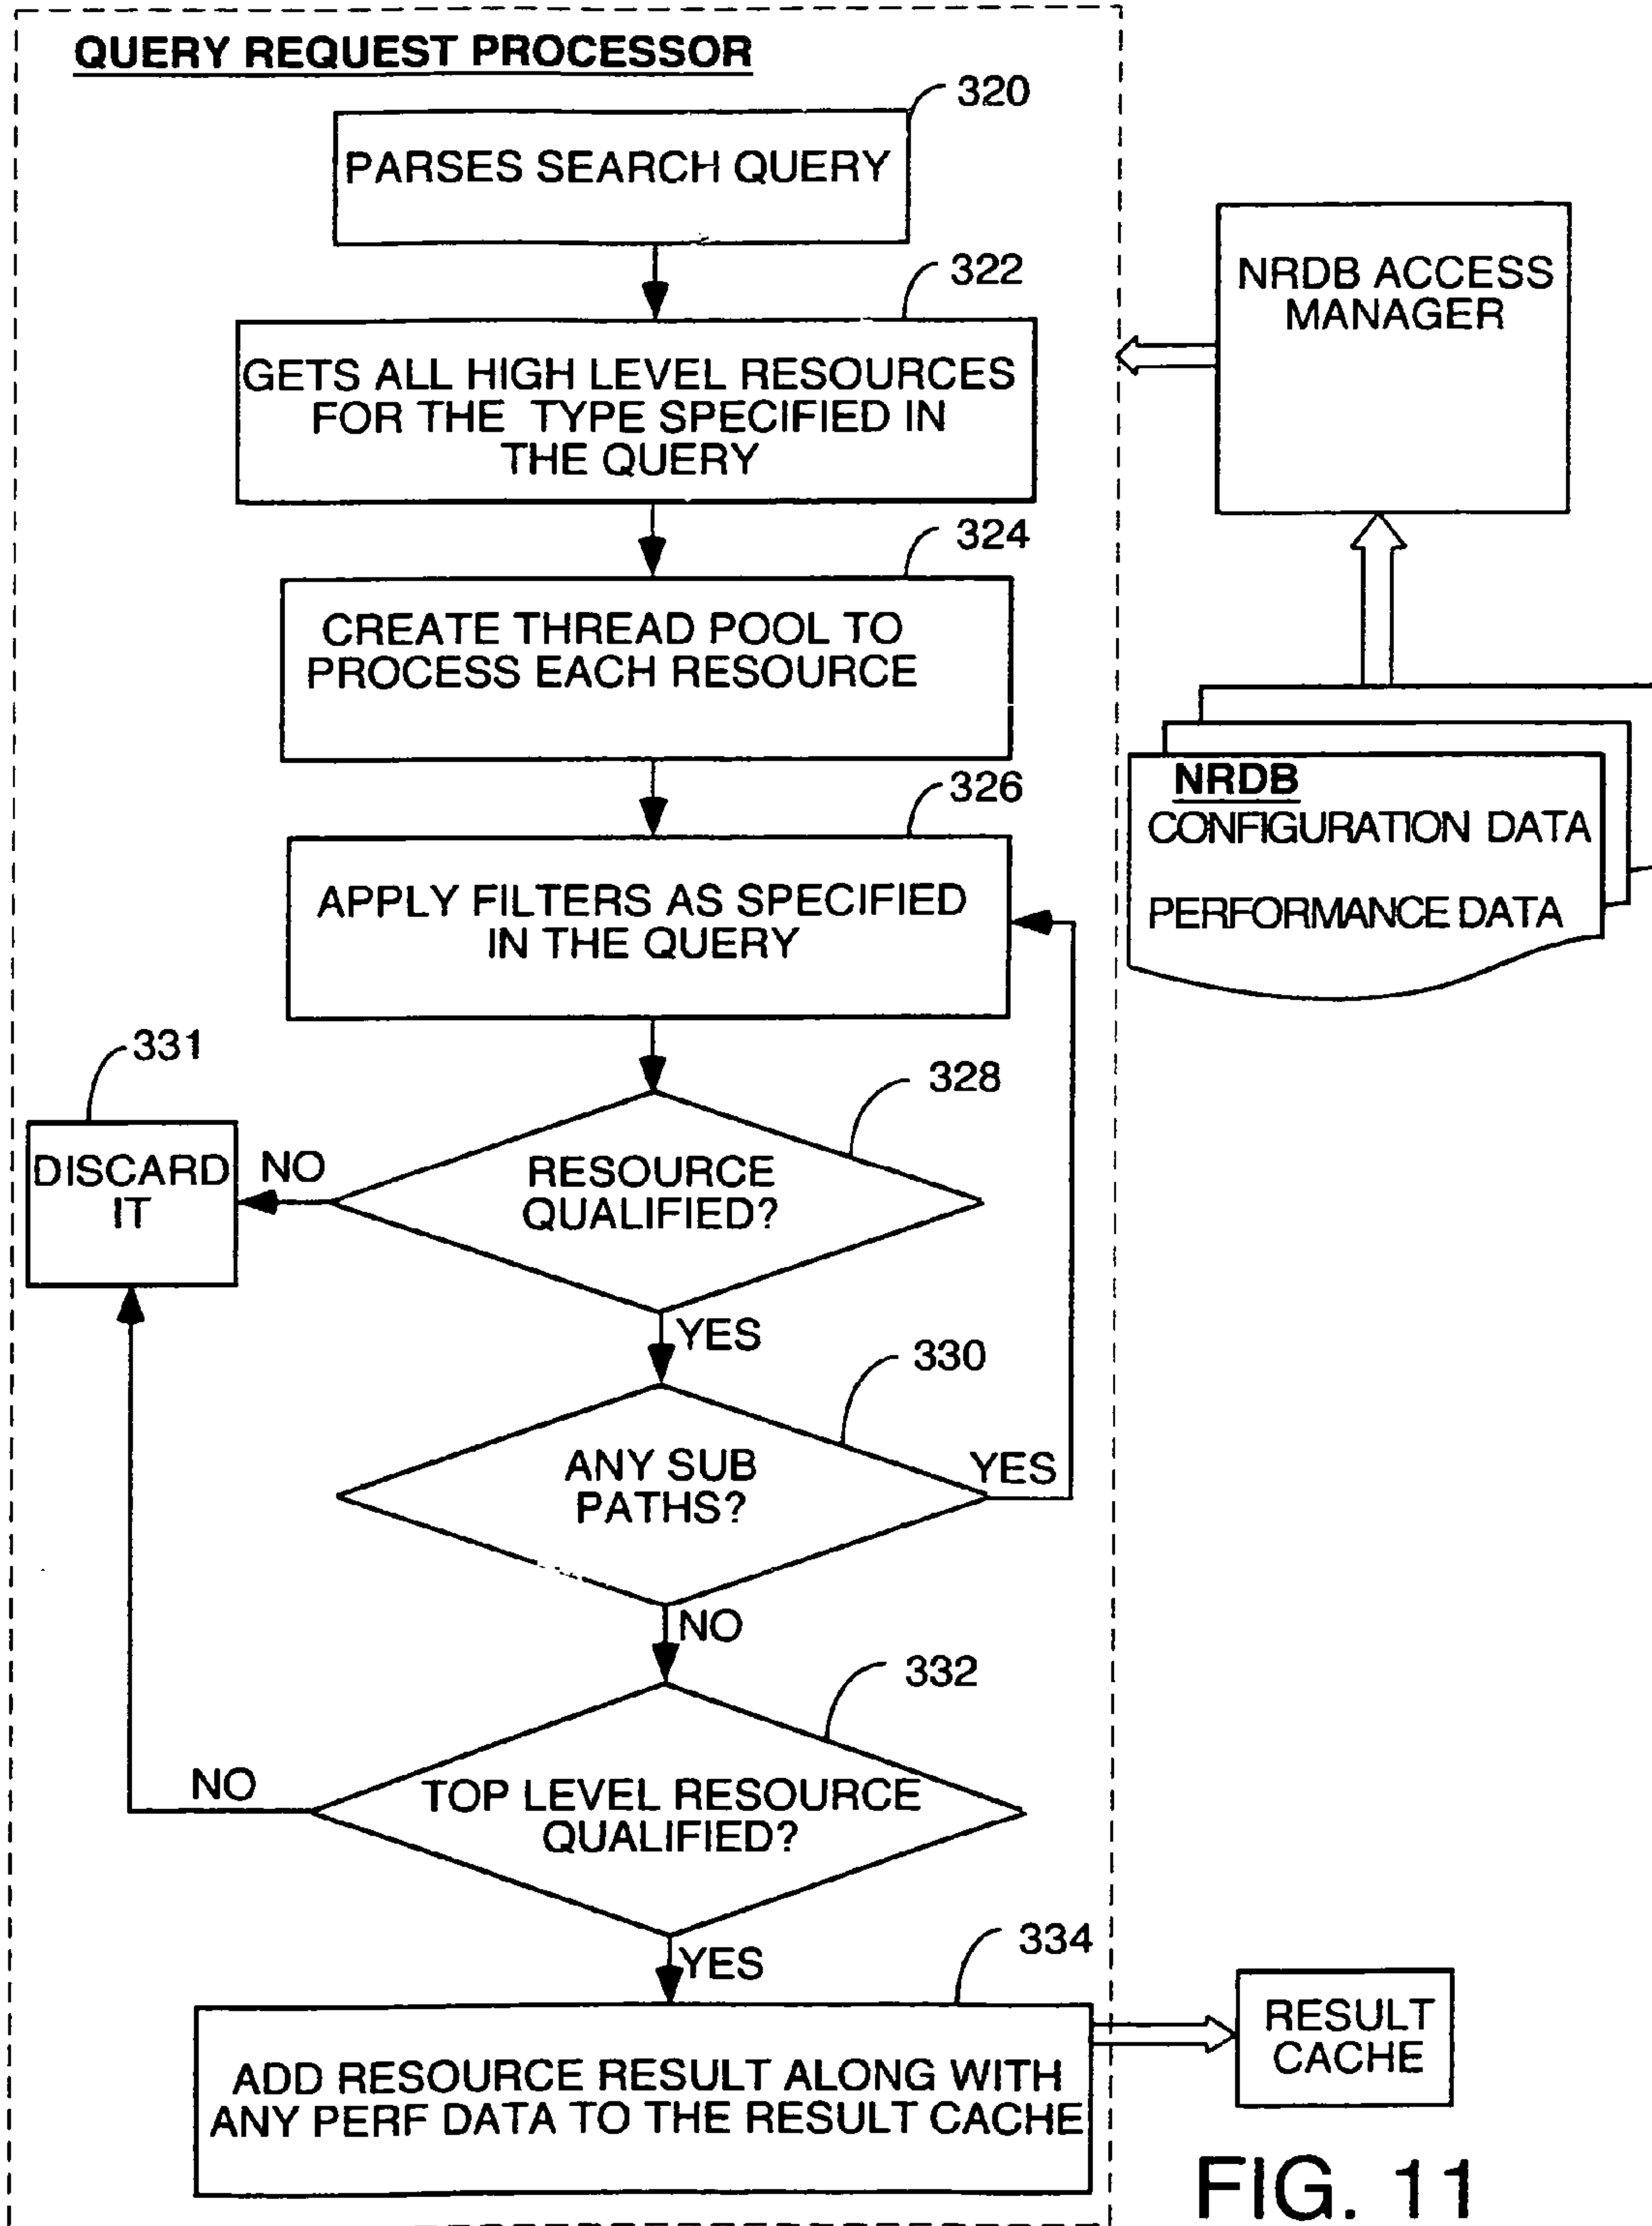 QUERY REQUEST PROCESSOR
320
PARSES SEARCH QUERY
322
GETS ALL HIGH LEVEL RESOURCES
FOR THE TYPE SPECIFIED IN
THE QUERY
NRDB ACCESS
MANAGER
324
CREATE THREAD POOL TO
PROCESS EACH RESOURCE
326
NRDB
CONFIGURATION DATA
PERFORMANCE DATA
APPLY FILTERS AS SPECIFIED
IN THE QUERY
331
328
DISCARD
IT
NO
RESOURCE
QUALIFIED?
YES
330
ANY SUB
PATHS?
YES
NO
332
NO
TOP LEVEL RESOURCE
QUALIFIED?
YES
334
ADD RESOURCE RESULT ALONG WITH
ANY PERF DATA TO THE RESULT CACHE
RESULT
CACHE
FIG. 11